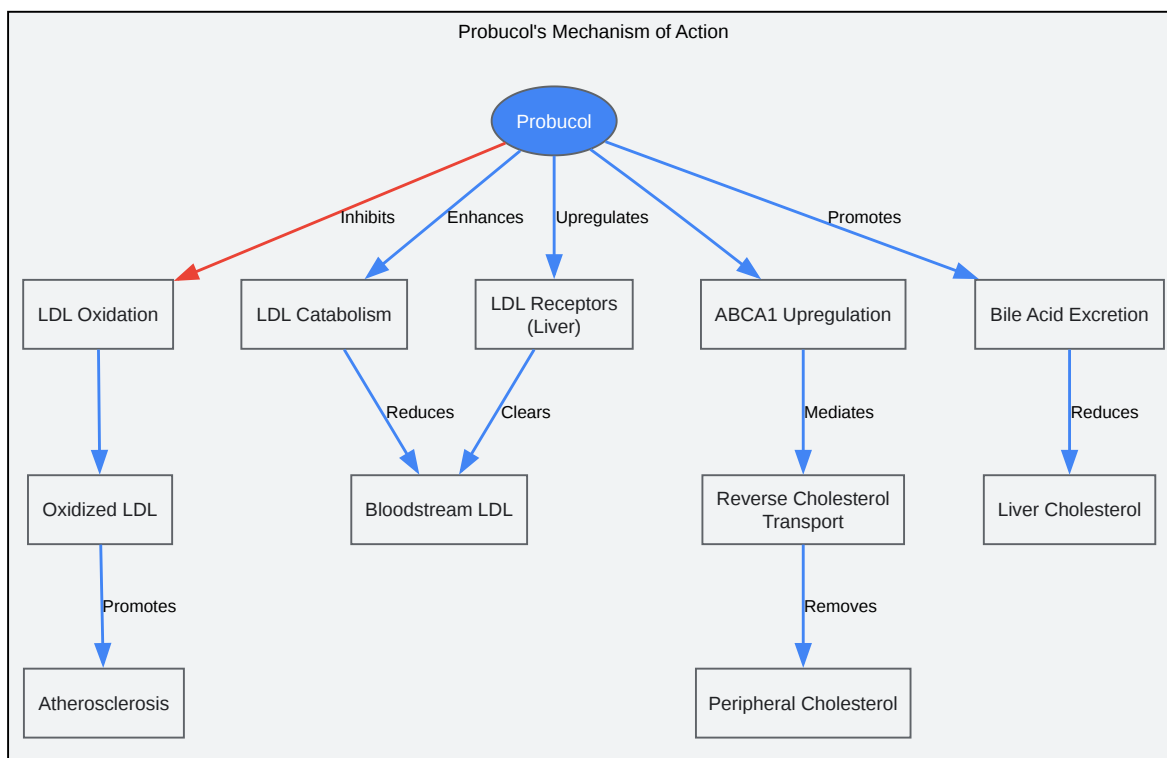 Probucol's Mechanism of Action
Probucol
Inhibits
Enhances
Upregulates
Promotes
LDL Oxidation
LDL Catabolism
LDL Receptors
(Liver)
ABCA1 Upregulation
Bile Acid Excretion
Reduces
Clears
Mediates
Reduces
Oxidized LDL
Bloodstream LDL
Reverse Cholesterol
Transport
Liver Cholesterol
Promotes
Removes
Atherosclerosis
Peripheral Cholesterol